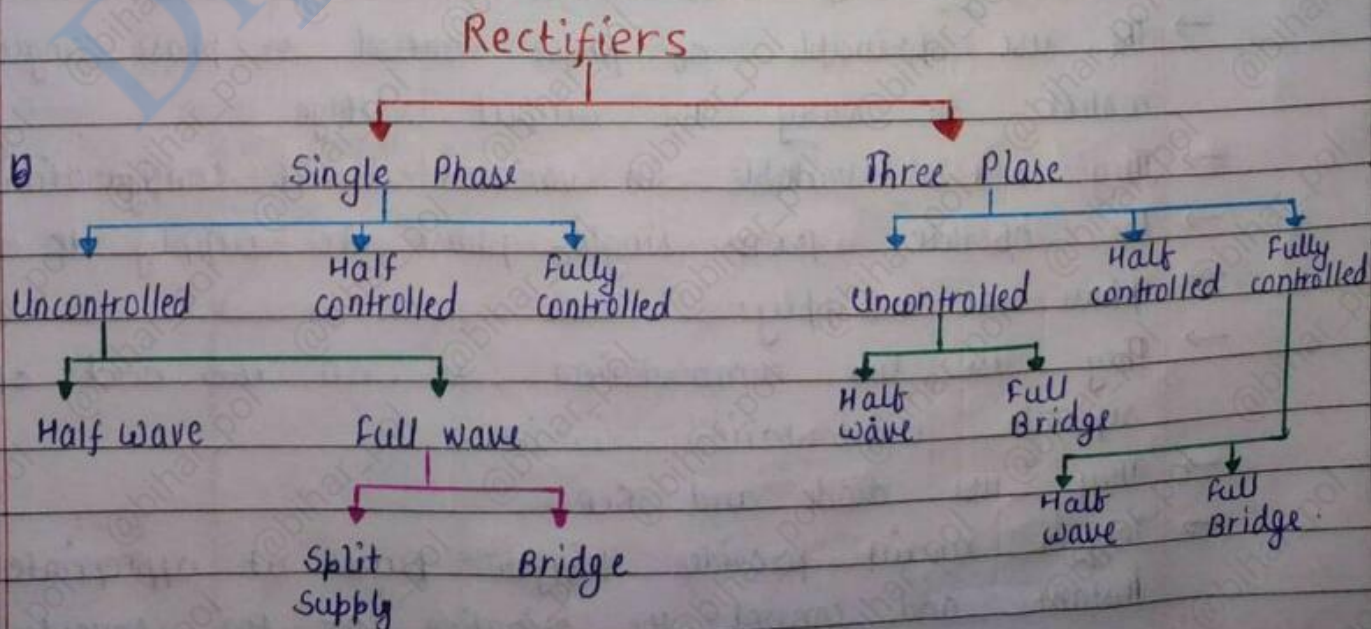 Rectifiers
Single Phase
Three Plase
Uncontrolled
Half
controlled
Fully
controlled
Uncontrolled
Half
controlled
Fully
controlled
Half wave
Full wave
Half
wave
Full
Bridge
Split
Supply
Bridge
Half
wave
Full
Bridge
@bihar_pol